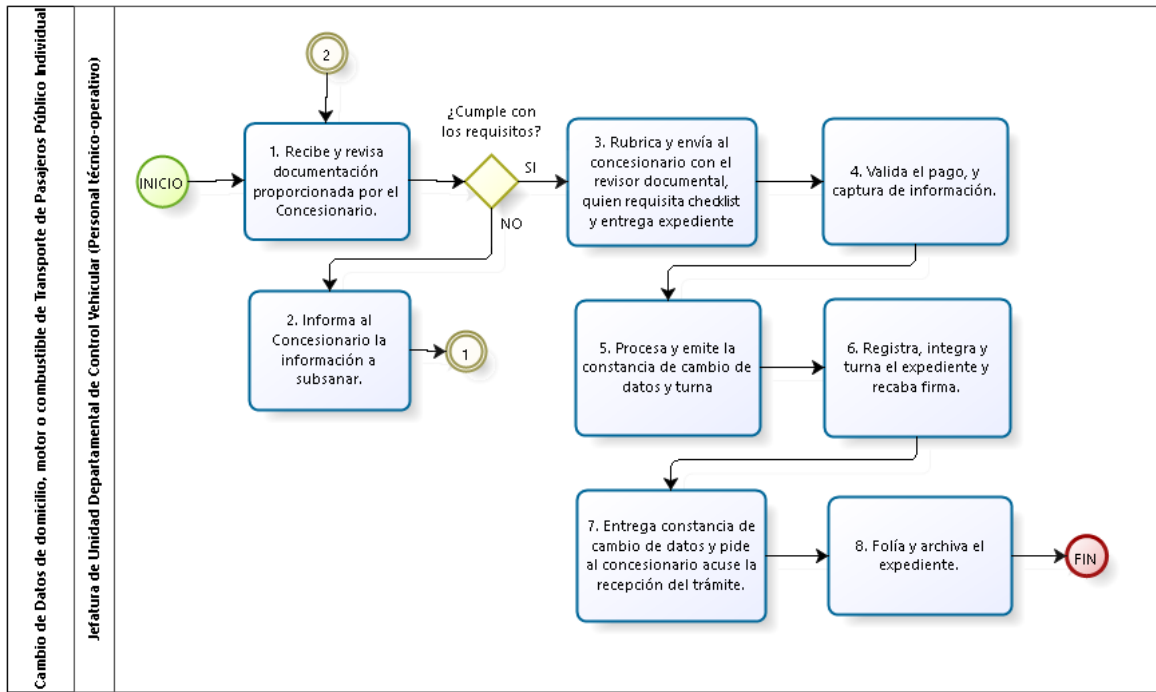 Cambio de Datos de domicilio, motor o combustible de Transporte de Pasajeros Público Individual
Jefatura de Unidad Departamental de Control Vehicular (Personal técnico-operativo)
2
INICIO
1. Recibe y revisa
documentación
proporcionada por el
Concesionario.
¿Cumple con
los requisitos?
SI
NO
2. Informa al
Concesionario la
información a
subsanar.
1
3. Rubrica y envía al
concesionario con el
revisor documental,
quien requisita checklist
y entrega expediente
4. Valida el pago, y
captura de información.
5. Procesa y emite la
constancia de cambio de
datos y turna
6. Registra, integra y
turna el expediente y
recaba firma.
7. Entrega constancia de
cambio de datos y pide
al concesionario acuse la
recepción del trámite.
8. Folía y archiva el
expediente.
FIN